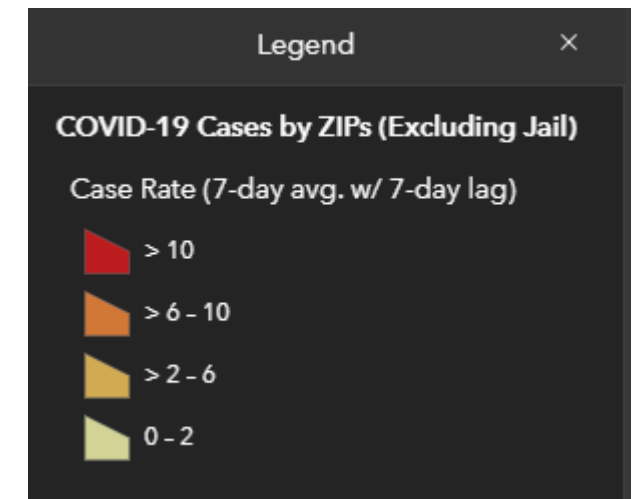 Legend ×
COVID-19 Cases by ZIPs (Excluding Jail)
Case Rate (7-day avg. w/ 7-day lag)
> 10
> 6 – 10
> 2 – 6
0 – 2